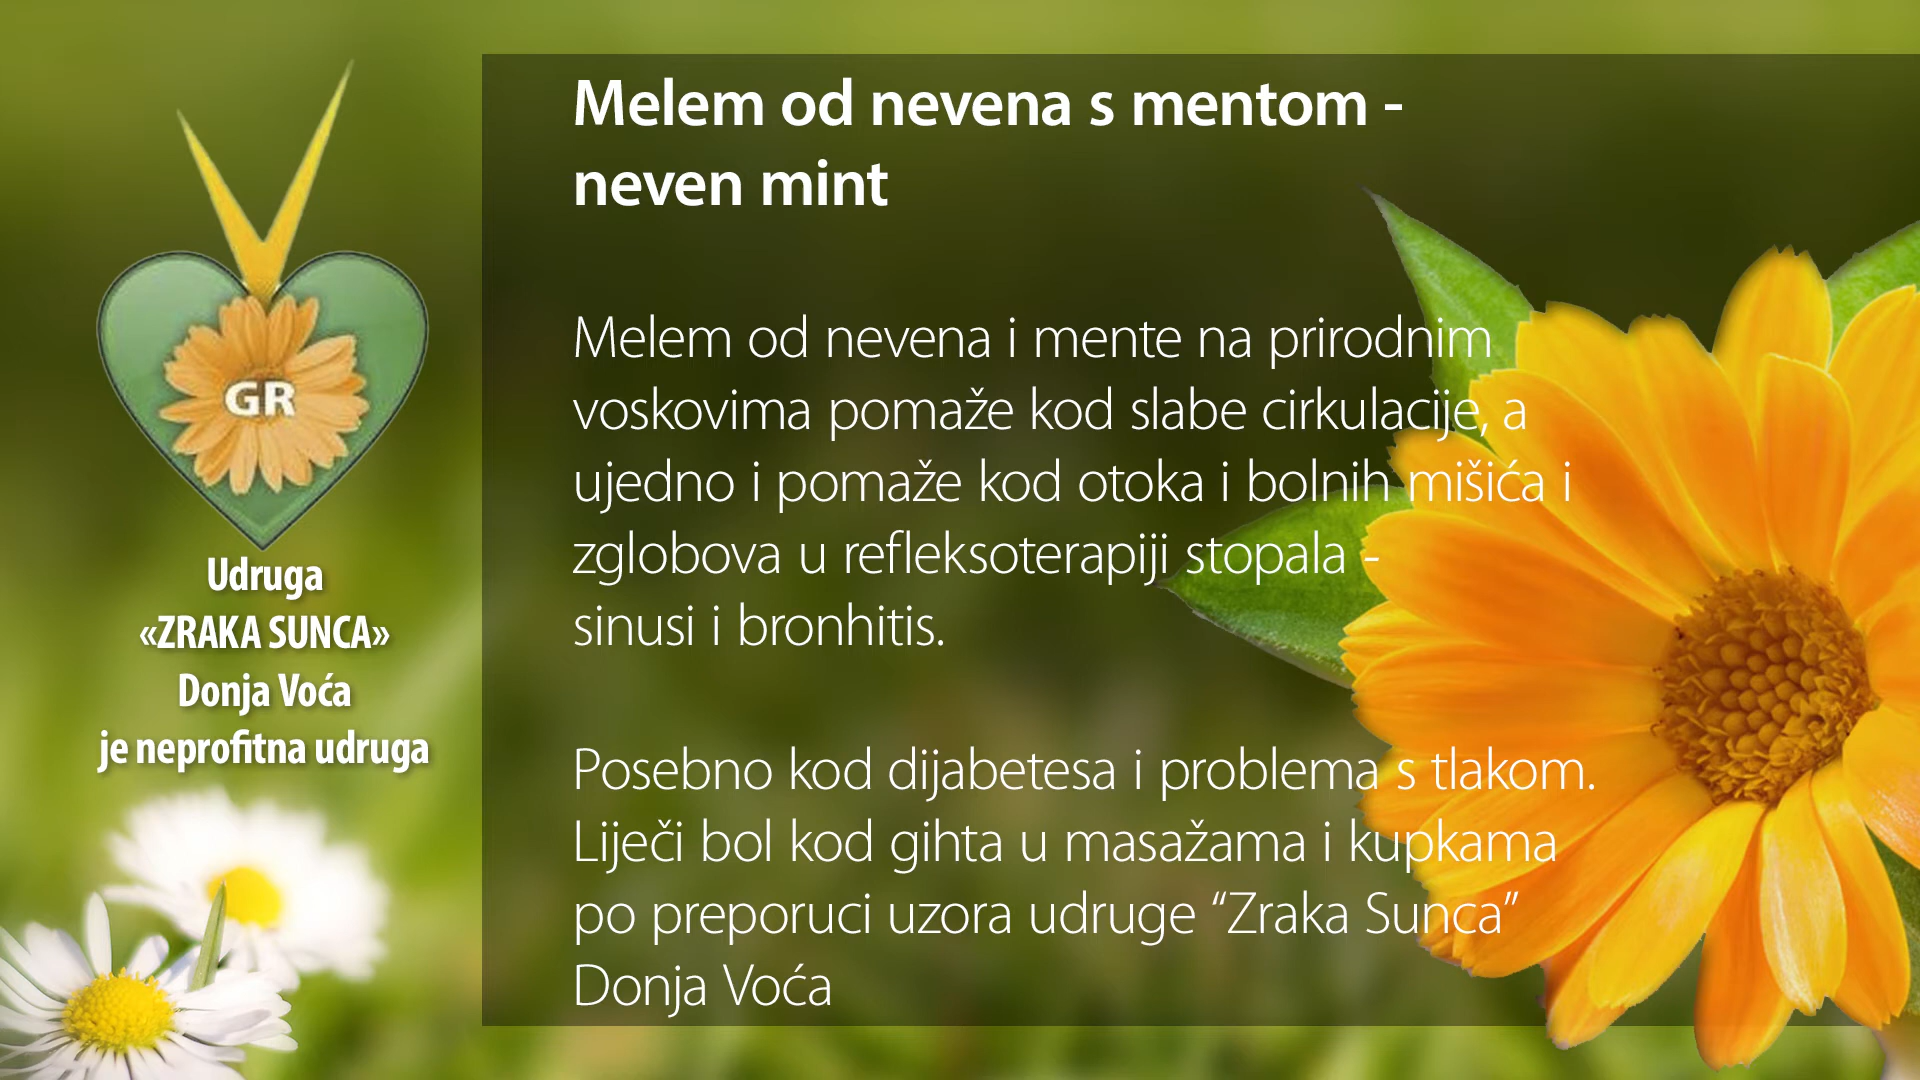 GR
Udruga
«ZRAKA SUNCA»
Donja Voća
je neprofitna udruga
Melem od nevena s mentom -
neven mint
Melem od nevena i mente na prirodnim
voskovima pomaže kod slabe cirkulacije, a
ujedno i pomaže kod otoka i bolnih mišića i
zglobova u refleksoterapiji stopala -
sinusi i bronhitis.
Posebno kod dijabetesa i problema s tlakom.
Liječi bol kod gihta u masažama i kupkama
po preporuci uzora udruge “Zraka Sunca”
Donja Voća